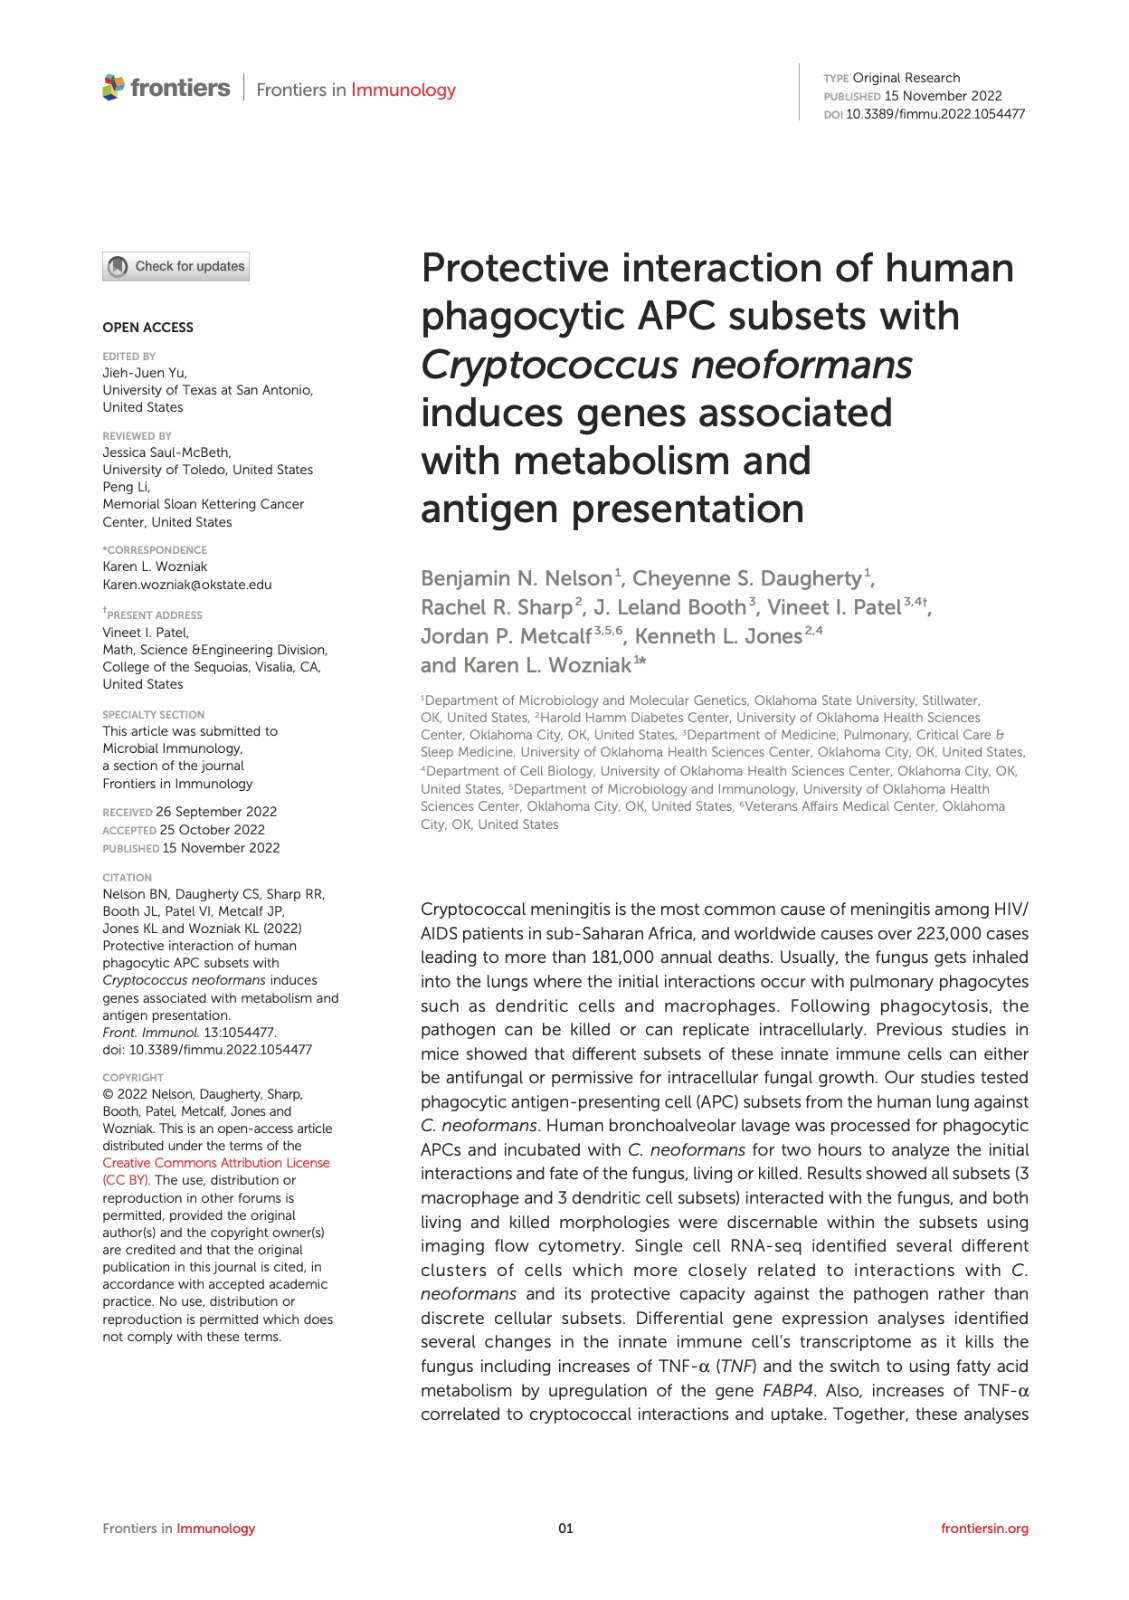 frontiers | Frontiers in Immunology
TYPE Original Research
PUBLISHED 15 November 2022
DOI 10.3389/fimmu.2022.1054477
Check for updates
OPEN ACCESS
EDITED BY
Jieh-Juen Yu,
University of Texas at San Antonio,
United States
REVIEWED BY
Jessica Saul-McBeth,
University of Toledo, United States
Peng Li,
Memorial Sloan Kettering Cancer
Center, United States
*CORRESPONDENCE
Karen L. Wozniak
Karen.wozniak@okstate.edu
†PRESENT ADDRESS
Vineet I. Patel,
Math, Science &Engineering Division,
College of the Sequoias, Visalia, CA,
United States
SPECIALTY SECTION
This article was submitted to
Microbial Immunology,
a section of the journal
Frontiers in Immunology
RECEIVED 26 September 2022
ACCEPTED 25 October 2022
PUBLISHED 15 November 2022
CITATION
Nelson BN, Daugherty CS, Sharp RR,
Booth JL, Patel VI, Metcalf JP,
Jones KL and Wozniak KL (2022)
Protective interaction of human
phagocytic APC subsets with
Cryptococcus neoformans induces
genes associated with metabolism and
antigen presentation.
Front. Immunol. 13:1054477.
doi: 10.3389/fimmu.2022.1054477
COPYRIGHT
© 2022 Nelson, Daugherty, Sharp,
Booth, Patel, Metcalf, Jones and
Wozniak. This is an open-access article
distributed under the terms of the
Creative Commons Attribution License
(CC BY). The use, distribution or
reproduction in other forums is
permitted, provided the original
author(s) and the copyright owner(s)
are credited and that the original
publication in this journal is cited, in
accordance with accepted academic
practice. No use, distribution or
reproduction is permitted which does
not comply with these terms.
Protective interaction of human
phagocytic APC subsets with
Cryptococcus neoformans
induces genes associated
with metabolism and
antigen presentation
Benjamin N. Nelson¹, Cheyenne S. Daugherty¹,
Rachel R. Sharp², J. Leland Booth³, Vineet I. Patel³,⁴†,
Jordan P. Metcalf³,⁵,⁶, Kenneth L. Jones²,⁴
and Karen L. Wozniak¹*
¹Department of Microbiology and Molecular Genetics, Oklahoma State University, Stillwater,
OK, United States, ²Harold Hamm Diabetes Center, University of Oklahoma Health Sciences
Center, Oklahoma City, OK, United States, ³Department of Medicine, Pulmonary, Critical Care &
Sleep Medicine, University of Oklahoma Health Sciences Center, Oklahoma City, OK, United States,
⁴Department of Cell Biology, University of Oklahoma Health Sciences Center, Oklahoma City, OK,
United States, ⁵Department of Microbiology and Immunology, University of Oklahoma Health
Sciences Center, Oklahoma City, OK, United States, ⁶Veterans Affairs Medical Center, Oklahoma
City, OK, United States
Cryptococcal meningitis is the most common cause of meningitis among HIV/
AIDS patients in sub-Saharan Africa, and worldwide causes over 223,000 cases
leading to more than 181,000 annual deaths. Usually, the fungus gets inhaled
into the lungs where the initial interactions occur with pulmonary phagocytes
such as dendritic cells and macrophages. Following phagocytosis, the
pathogen can be killed or can replicate intracellularly. Previous studies in
mice showed that different subsets of these innate immune cells can either
be antifungal or permissive for intracellular fungal growth. Our studies tested
phagocytic antigen-presenting cell (APC) subsets from the human lung against
C. neoformans. Human bronchoalveolar lavage was processed for phagocytic
APCs and incubated with C. neoformans for two hours to analyze the initial
interactions and fate of the fungus, living or killed. Results showed all subsets (3
macrophage and 3 dendritic cell subsets) interacted with the fungus, and both
living and killed morphologies were discernable within the subsets using
imaging flow cytometry. Single cell RNA-seq identified several different
clusters of cells which more closely related to interactions with C.
neoformans and its protective capacity against the pathogen rather than
discrete cellular subsets. Differential gene expression analyses identified
several changes in the innate immune cell's transcriptome as it kills the
fungus including increases of TNF-α (TNF) and the switch to using fatty acid
metabolism by upregulation of the gene FABP4. Also, increases of TNF-α
correlated to cryptococcal interactions and uptake. Together, these analyses
Frontiers in Immunology
01
frontiersin.org